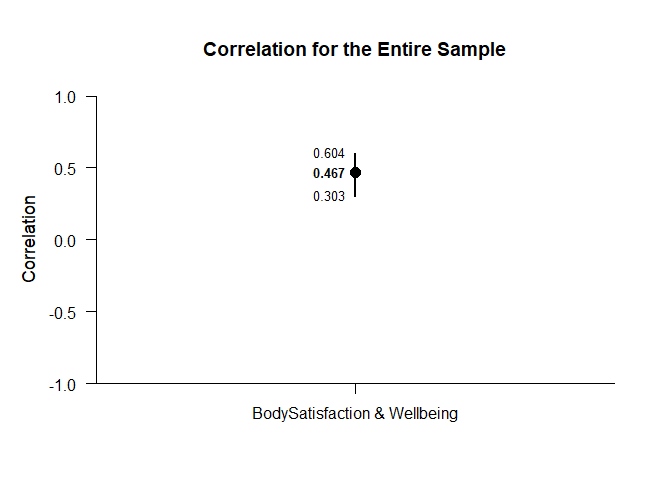 Correlation for the Entire Sample
1.0
0.5
0.0
-0.5
-1.0
Correlation
0.604
0.467
0.303
BodySatisfaction & Wellbeing